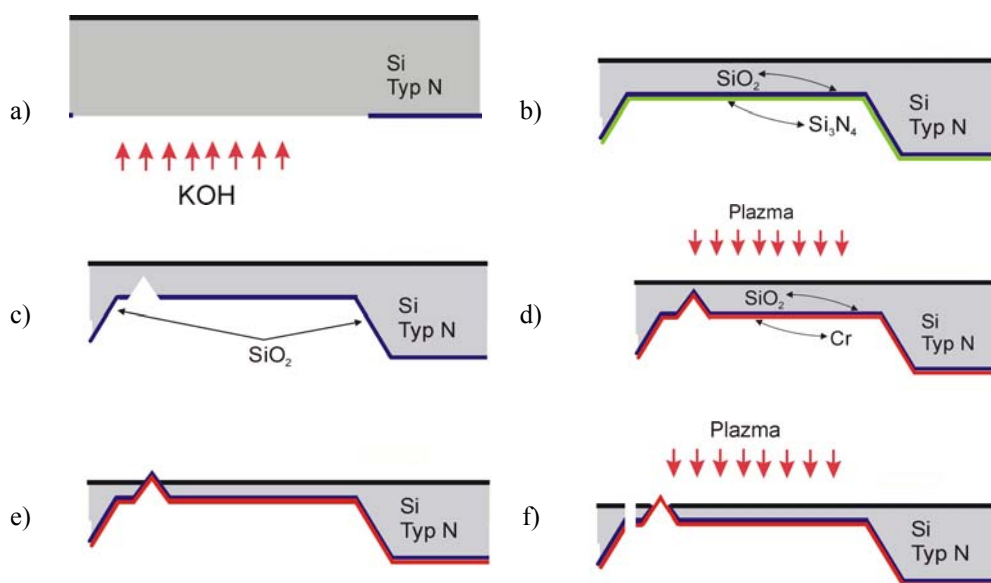 a)
Si
Typ N
KOH
b)
SiO2
Si3N4
Si
Typ N
c)
SiO2
Si
Typ N
d)
Plazma
SiO2
Cr
Si
Typ N
e)
Si
Typ N
f)
Plazma
Si
Typ N